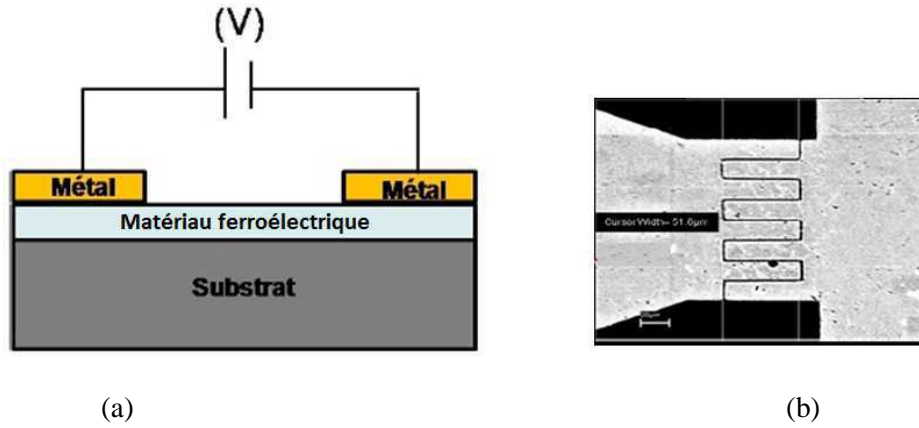 (V)
Métal Métal
Matériau ferroélectrique
Substrat
Cursor Width= 51.6µm
(a) (b)